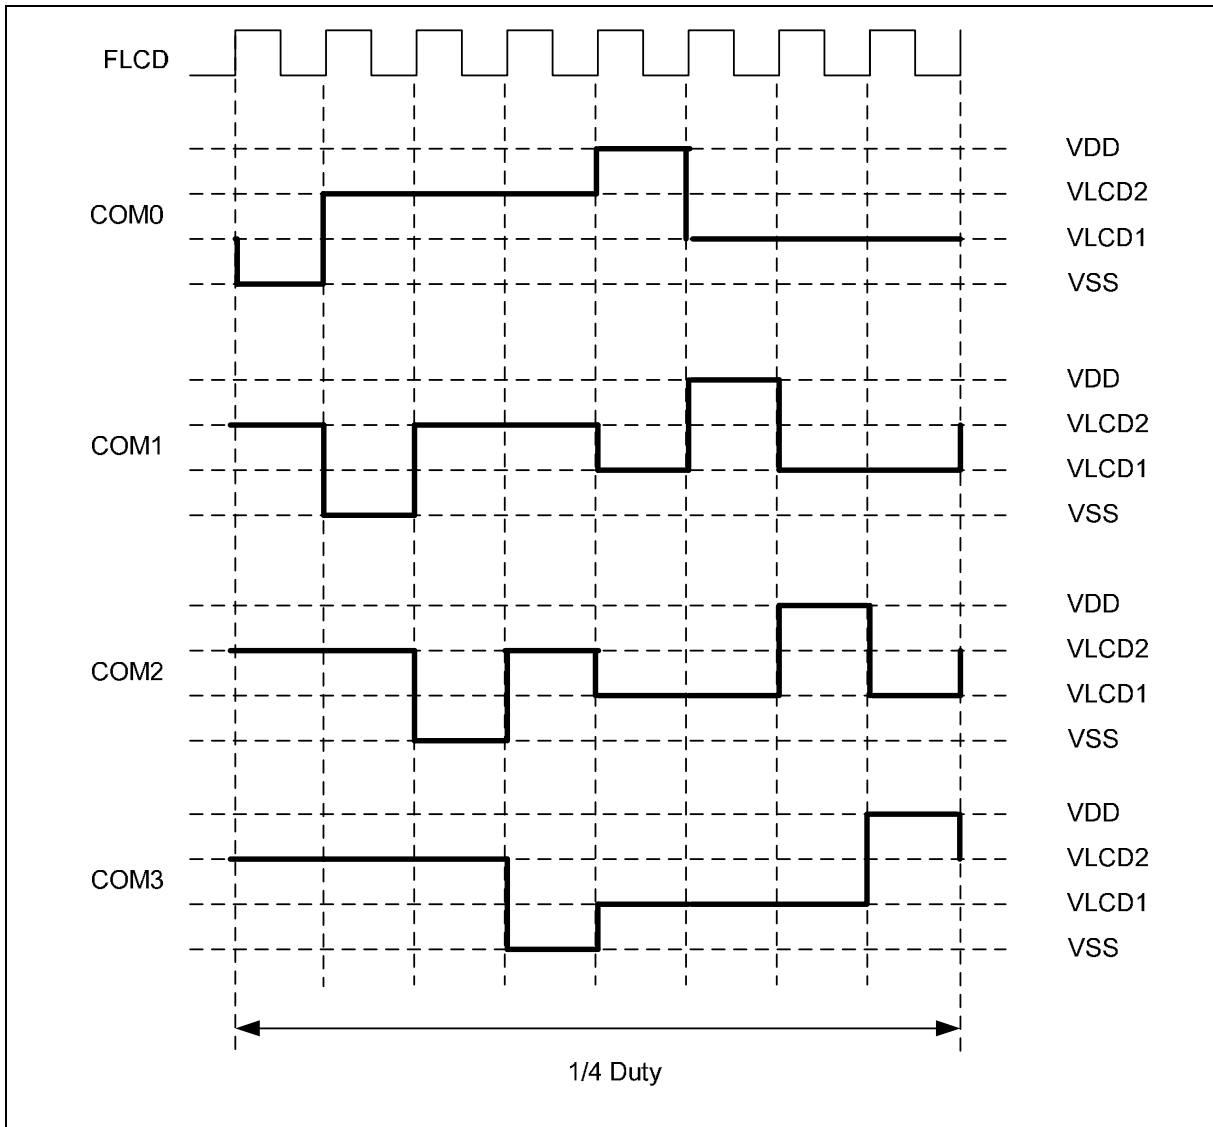 FLCD
VDD
VLCD2
COM0
VLCD1
VSS
VDD
VLCD2
COM1
VLCD1
VSS
VDD
VLCD2
COM2
VLCD1
VSS
VDD
VLCD2
COM3
VLCD1
VSS
1/4 Duty